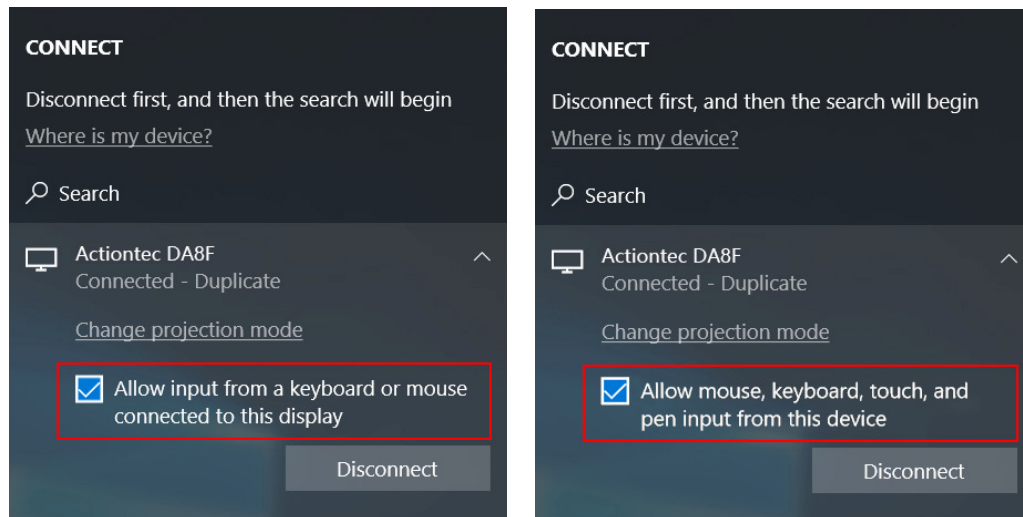 CONNECT
Disconnect first, and then the search will begin
Where is my device?
Search
Actiontec DA8F
Connected - Duplicate
Change projection mode
Allow input from a keyboard or mouse
connected to this display
Disconnect
CONNECT
Disconnect first, and then the search will begin
Where is my device?
Search
Actiontec DA8F
Connected - Duplicate
Change projection mode
Allow mouse, keyboard, touch, and
pen input from this device
Disconnect